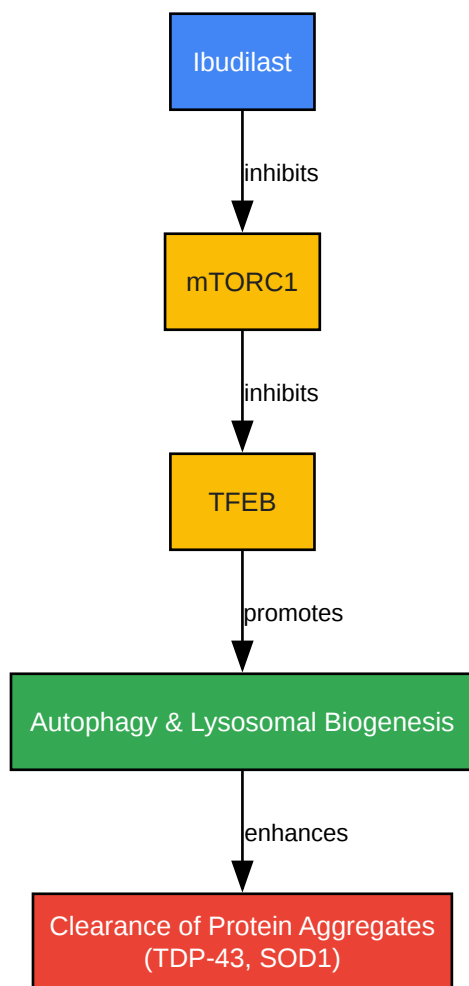 Ibudilast
inhibits
mTORC1
inhibits
TFEB
promotes
Autophagy & Lysosomal Biogenesis
enhances
Clearance of Protein Aggregates
(TDP-43, SOD1)